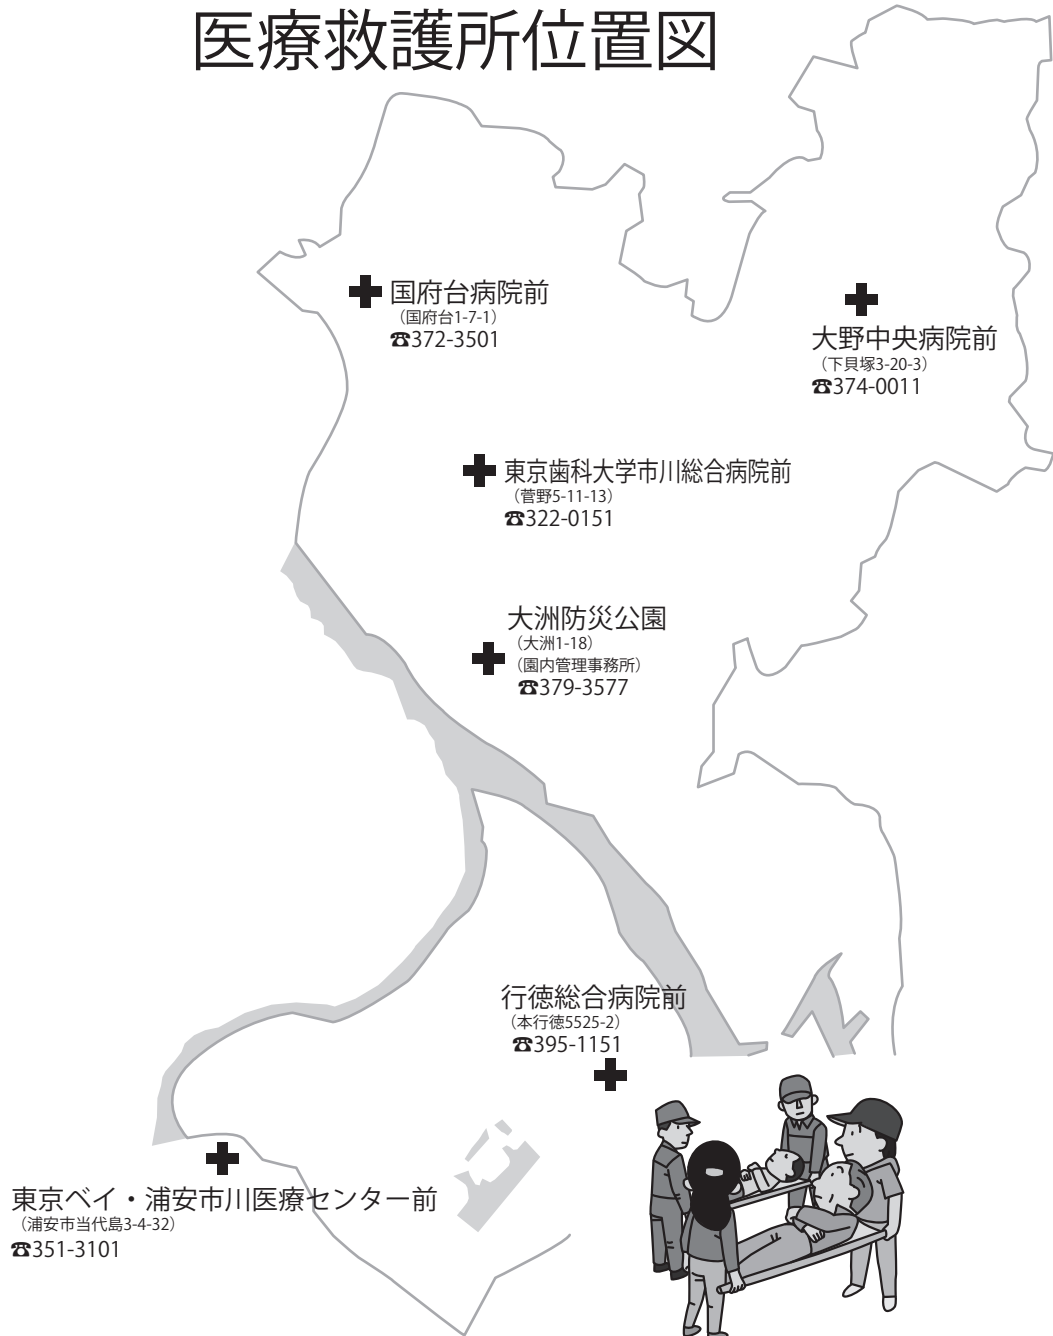 医療救護所位置図
国府台病院前
（国府台1-7-1）
☎372-3501
大野中央病院前
（下貝塚3-20-3）
☎374-0011
東京歯科大学市川総合病院前
（菅野5-11-13）
☎322-0151
大洲防災公園
（大洲1-18）
（園内管理事務所）
☎379-3577
行徳総合病院前
（本行徳5525-2）
☎395-1151
東京ベイ・浦安市川医療センター前
（浦安市当代島3-4-32）
☎351-3101